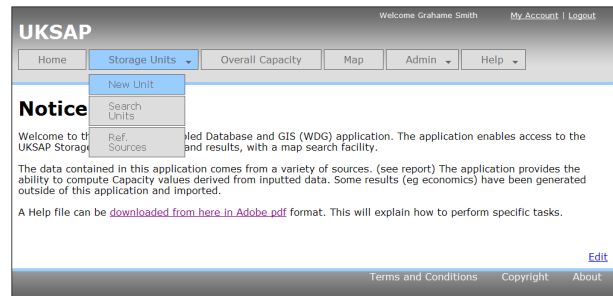 Welcome Grahame Smith My Account | Logout
UKSAP
Home Storage Units Overall Capacity Map Admin Help
New Unit
Search
Units
Ref.
Sources
Notice
Welcome to th led Database and GIS (WDG) application. The application enables access to the
UKSAP Storag and results, with a map search facility.
The data contained in this application comes from a variety of sources. (see report) The application provides the
ability to compute Capacity values derived from inputted data. Some results (eg economics) have been generated
outside of this application and imported.
A Help file can be downloaded from here in Adobe pdf format. This will explain how to perform specific tasks.
Edit
Terms and Conditions Copyright About